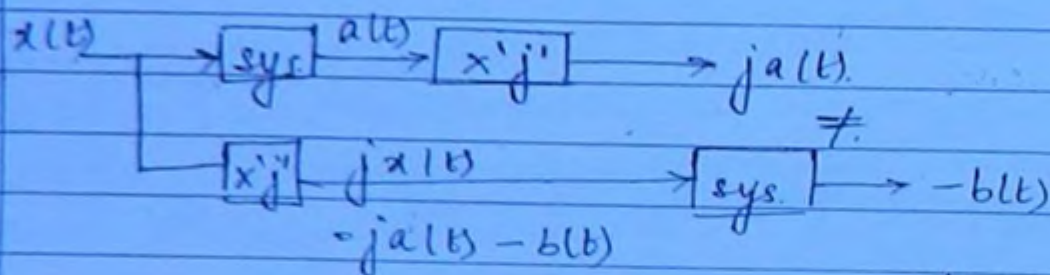 x(t) sys. a(t) x'j' ja(t).
≠.
x'j' jx(t) sys. -b(t)
= ja(t) - b(t)